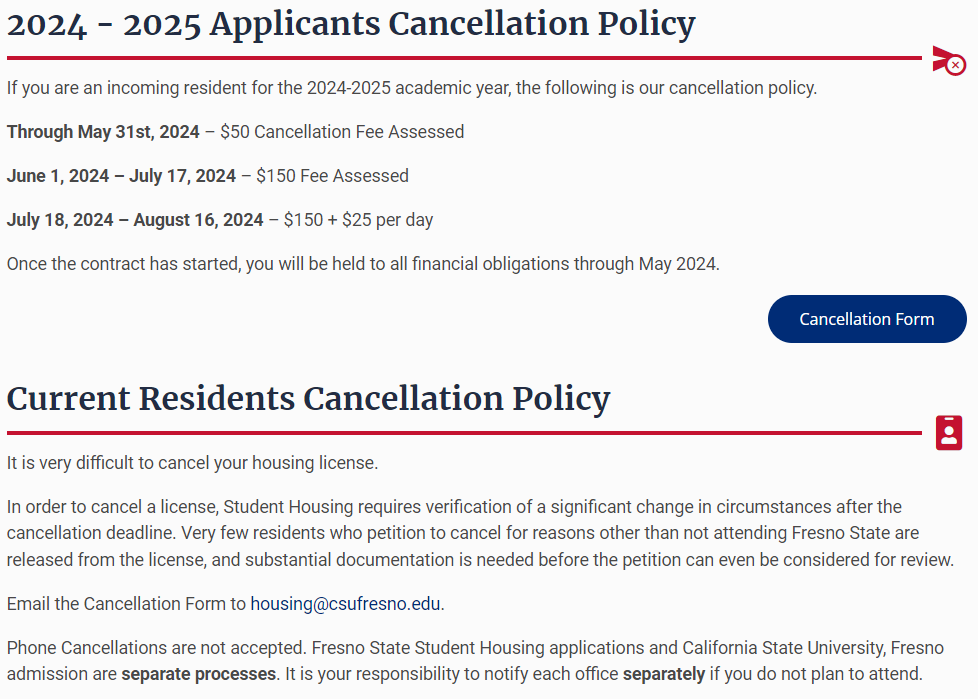 2024 - 2025 Applicants Cancellation Policy
If you are an incoming resident for the 2024-2025 academic year, the following is our cancellation policy.
Through May 31st, 2024 – $50 Cancellation Fee Assessed
June 1, 2024 – July 17, 2024 – $150 Fee Assessed
July 18, 2024 – August 16, 2024 – $150 + $25 per day
Once the contract has started, you will be held to all financial obligations through May 2024.
Cancellation Form
Current Residents Cancellation Policy
It is very difficult to cancel your housing license.
In order to cancel a license, Student Housing requires verification of a significant change in circumstances after the
cancellation deadline. Very few residents who petition to cancel for reasons other than not attending Fresno State are
released from the license, and substantial documentation is needed before the petition can even be considered for review.
Email the Cancellation Form to housing@csufresno.edu.
Phone Cancellations are not accepted. Fresno State Student Housing applications and California State University, Fresno
admission are separate processes. It is your responsibility to notify each office separately if you do not plan to attend.